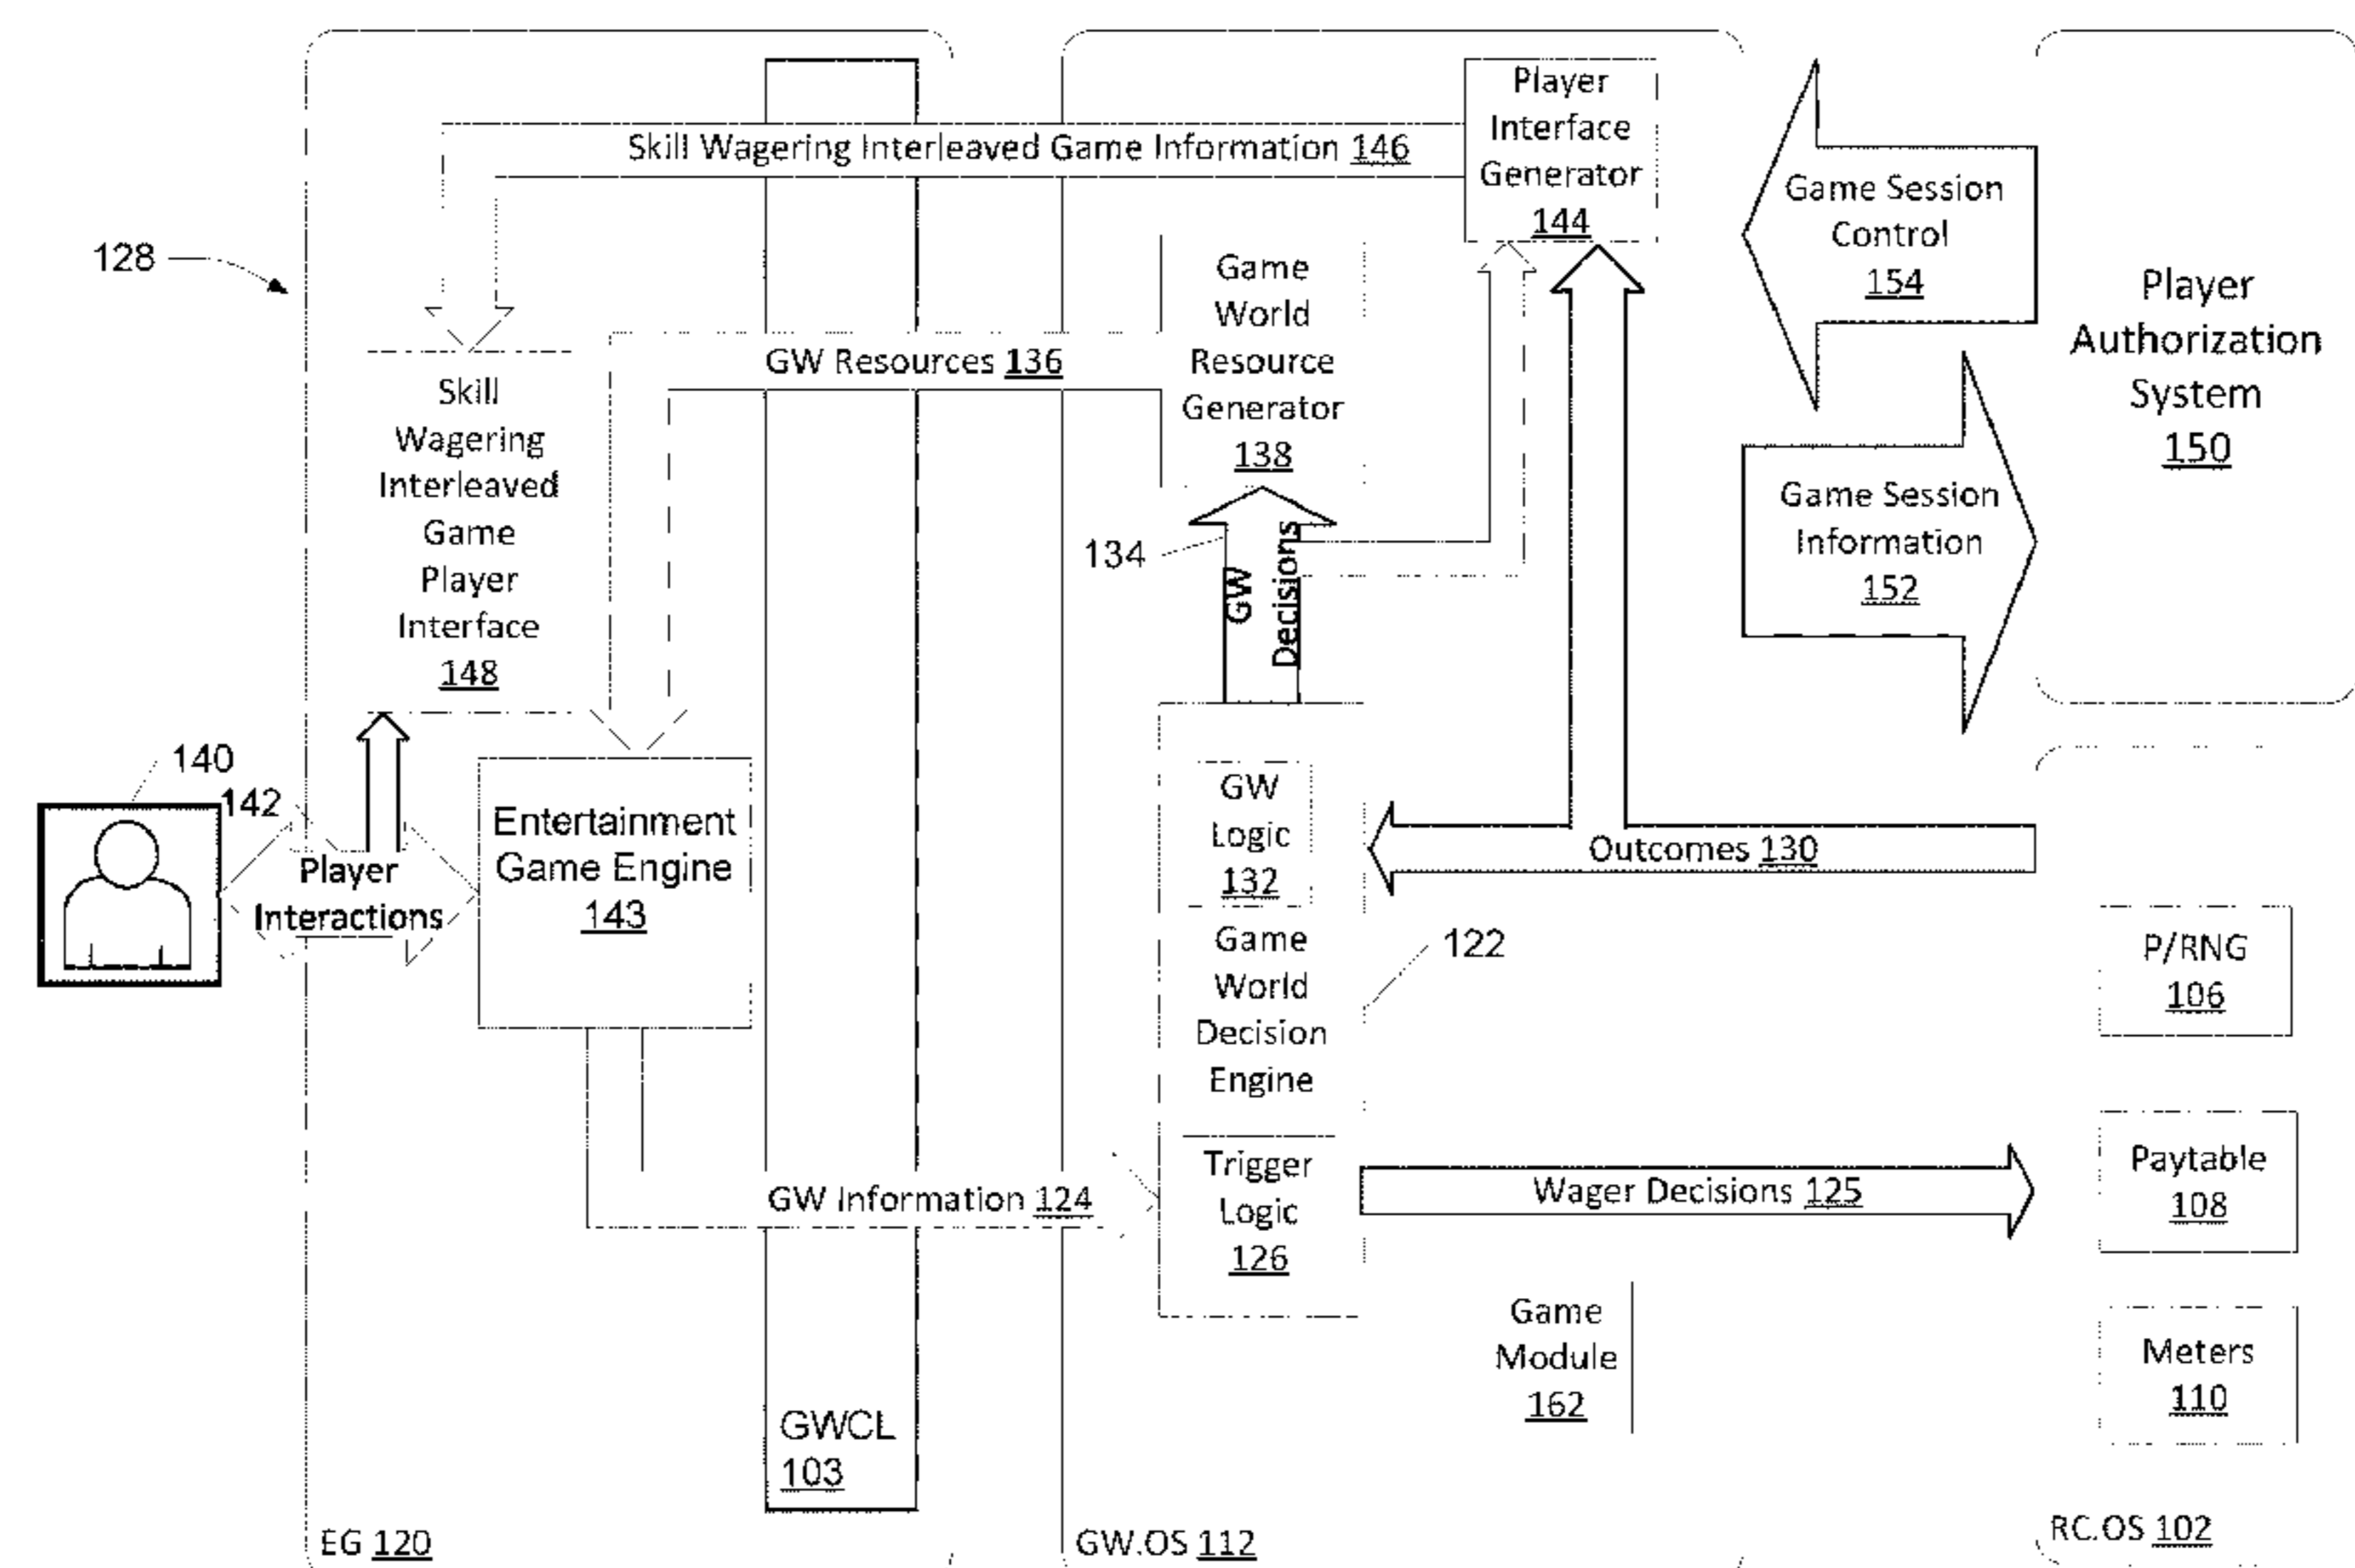 Player
Interface
Generator
144
Skill Wagering Interleaved Game Information 146
128
Game Session
Control
154
Player
Authorization
System
150
Game
World
Resource
Generator
138
GW Resources 136
Skill
Wagering
Interleaved
Game
Player
Interface
148
134
GW
Decisions
Game Session
Information
152
140
142
Player
Interactions
Entertainment
Game Engine
143
GW
Logic
132
Outcomes 130
Game
World
Decision
Engine
122
P/RNG
106
Trigger
Logic
126
GW Information 124
Wager Decisions 125
Paytable
108
Game
Module
162
Meters
110
GWCL
103
EG 120
GW.OS 112
RC.OS 102